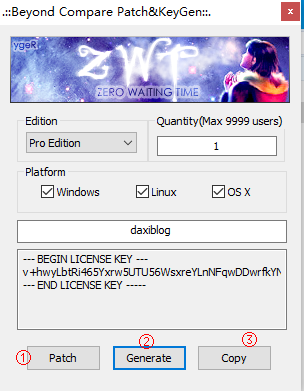 .::Beyond Compare Patch&KeyGen::.
x
ygeR
ZWT
ZERO WAITING TIME
Edition
Quantity(Max 9999 users)
Pro Edition
1
Platform
Windows
Linux
OS X
daxiblog
--- BEGIN LICENSE KEY ---
v+hwyLbtRi465Yxrw5UTU56WsxreYLnNFqwDDwrfkYN
--- END LICENSE KEY -----
① Patch
② Generate
③ Copy